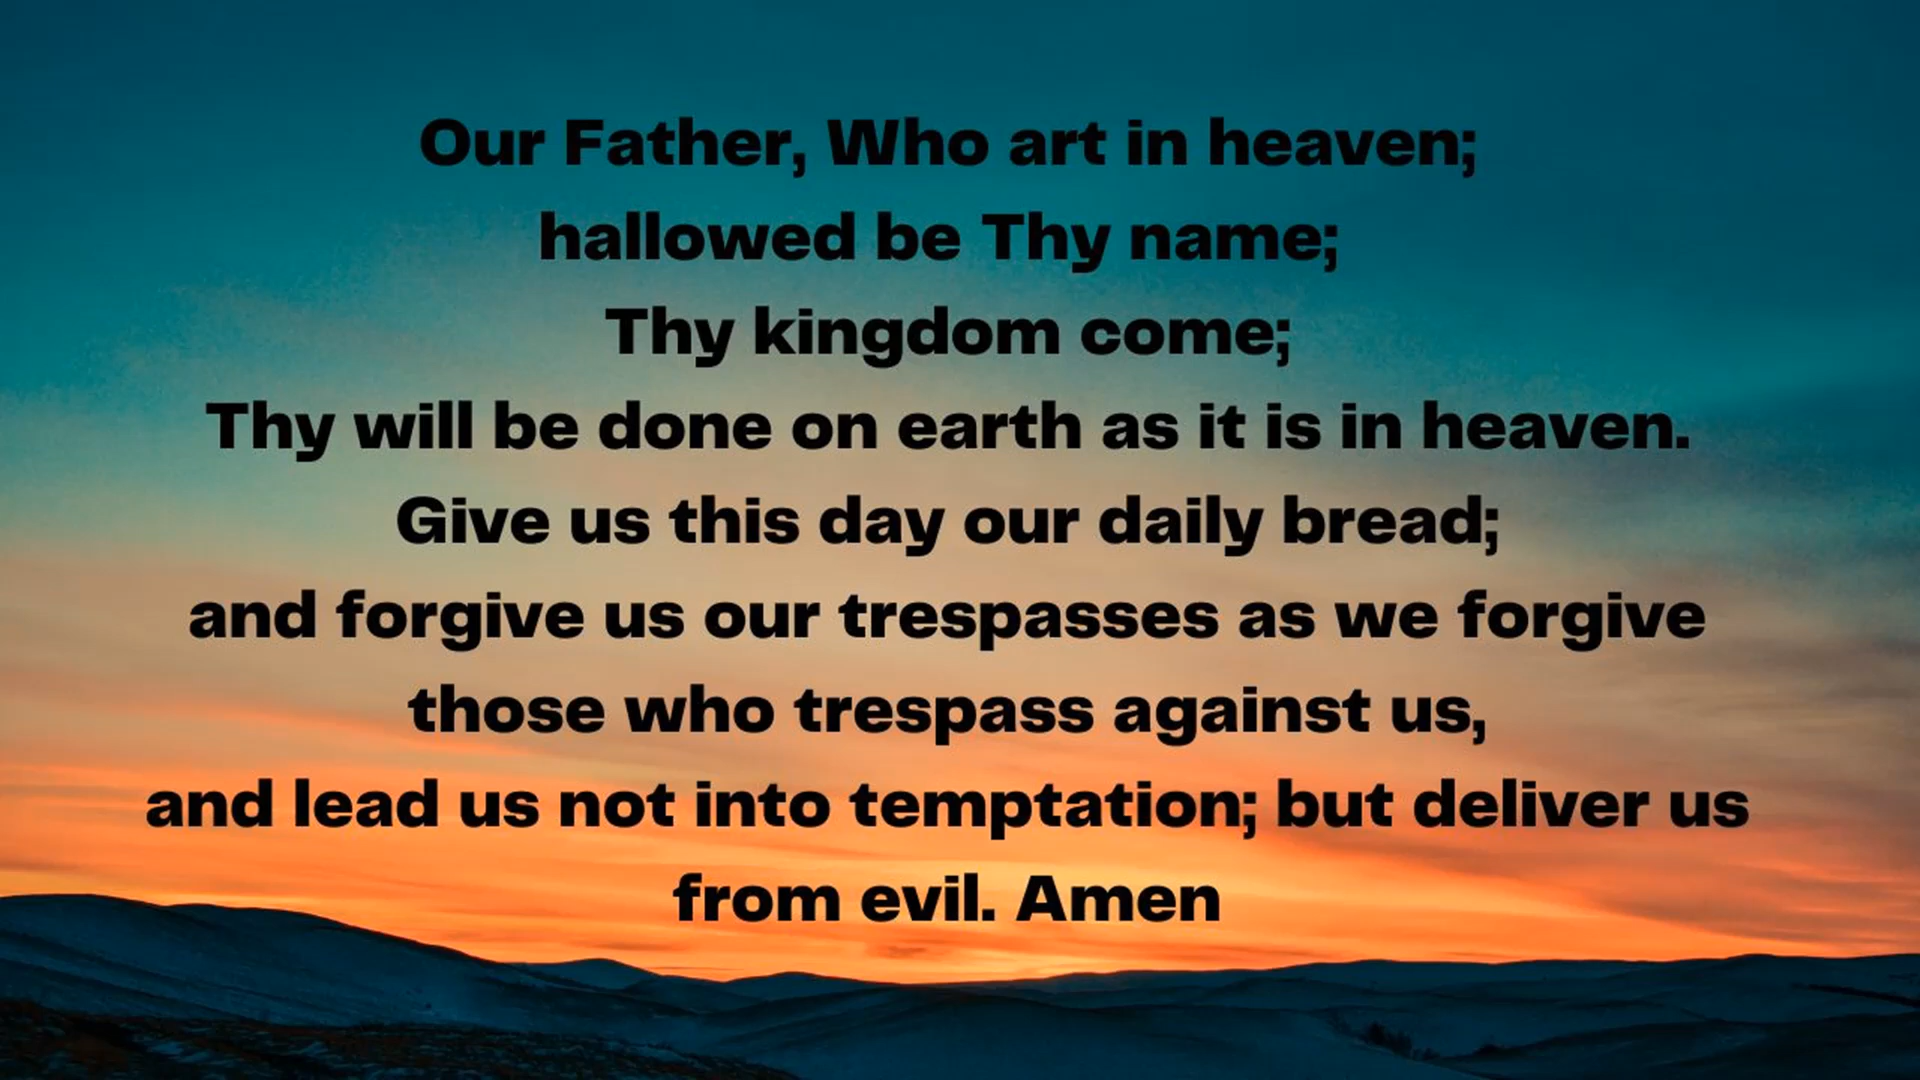 Our Father, Who art in heaven;
hallowed be Thy name;
Thy kingdom come;
Thy will be done on earth as it is in heaven.
Give us this day our daily bread;
and forgive us our trespasses as we forgive
those who trespass against us,
and lead us not into temptation; but deliver us
from evil. Amen